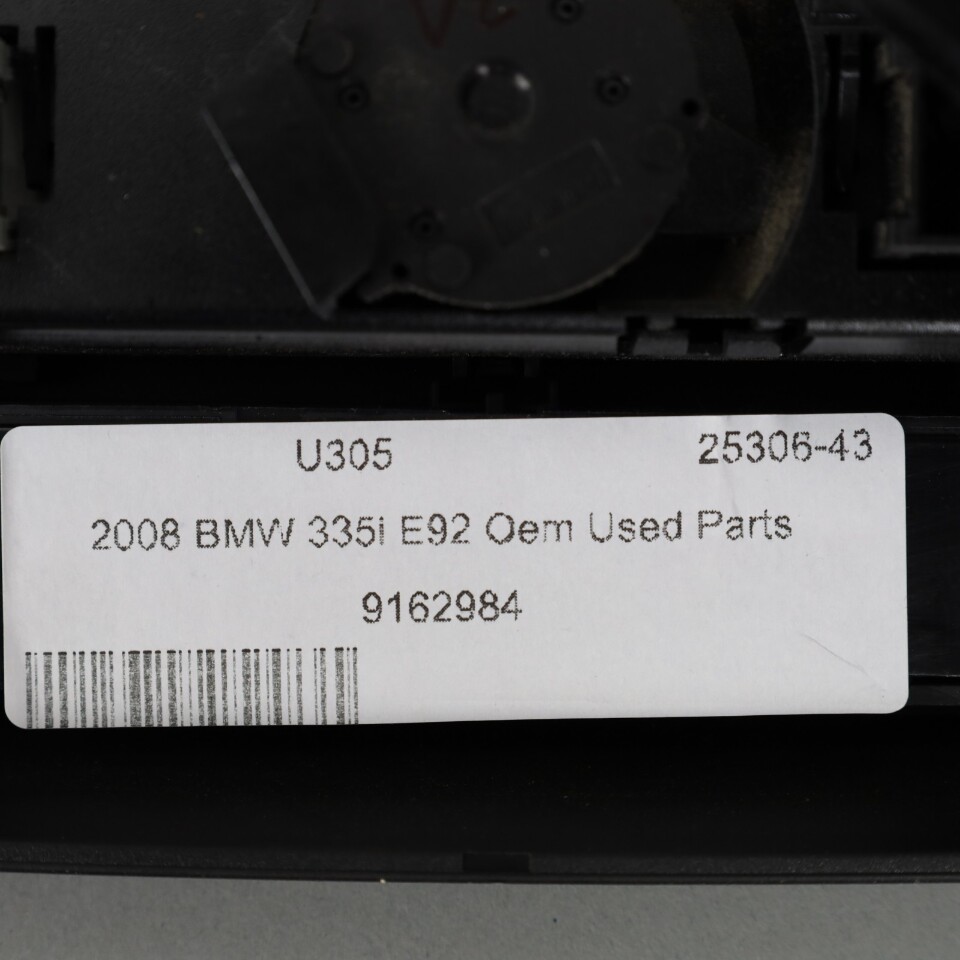 U305 25306-43
2008 BMW 335i E92 Oem Used Parts
9162984